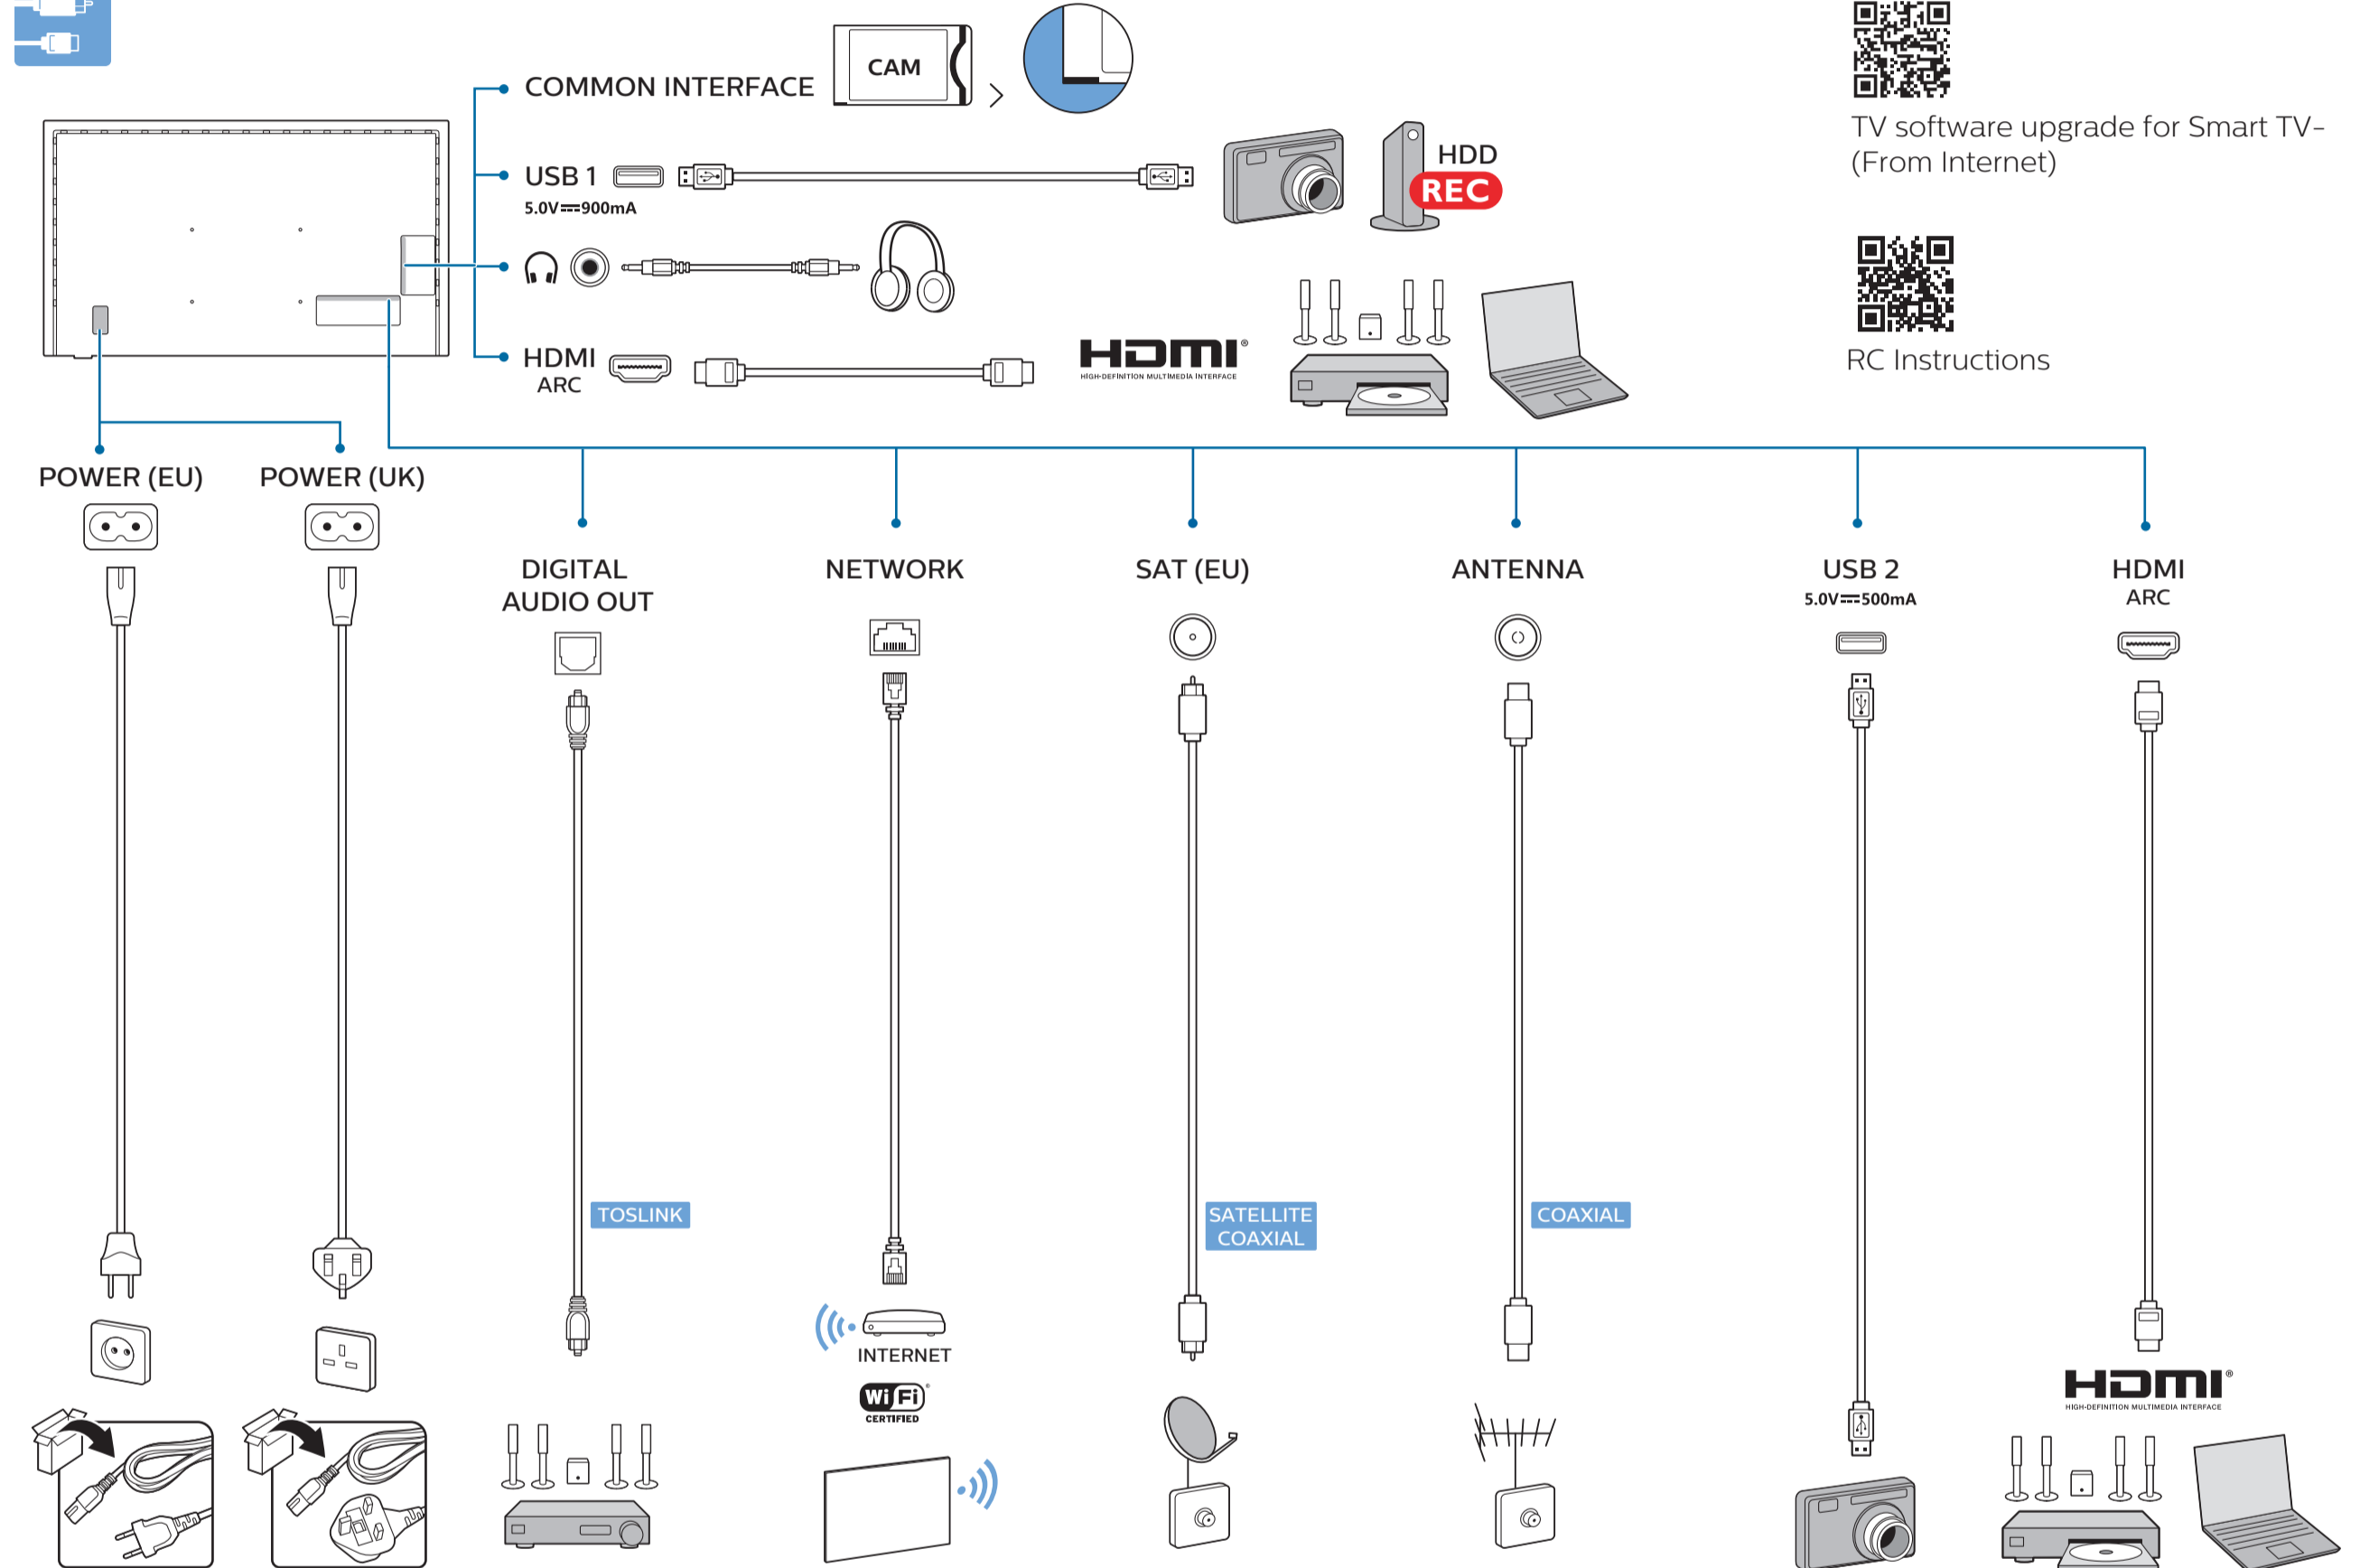 COMMON INTERFACE
CAM
TV software upgrade for Smart TV-
(From Internet)
USB 1
5.0V⎓900mA
HDD
REC
HDMI
ARC
HDMI®
HIGH-DEFINITION MULTIMEDIA INTERFACE
RC Instructions
POWER (EU)
POWER (UK)
DIGITAL
AUDIO OUT
NETWORK
SAT (EU)
ANTENNA
USB 2
5.0V⎓500mA
HDMI
ARC
TOSLINK
SATELLITE
COAXIAL
COAXIAL
INTERNET
Wi Fi®
CERTIFIED
HDMI®
HIGH-DEFINITION MULTIMEDIA INTERFACE